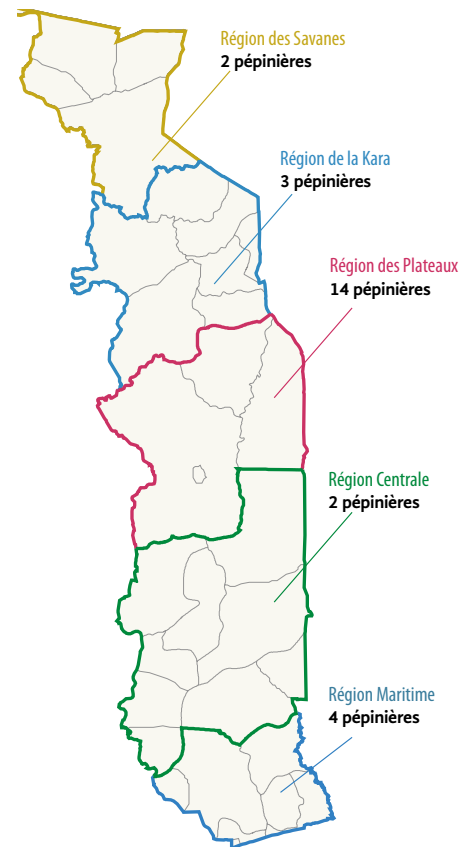 Région des Savanes
2 pépinières
Région de la Kara
3 pépinières
Région des Plateaux
14 pépinières
Région Centrale
2 pépinières
Région Maritime
4 pépinières